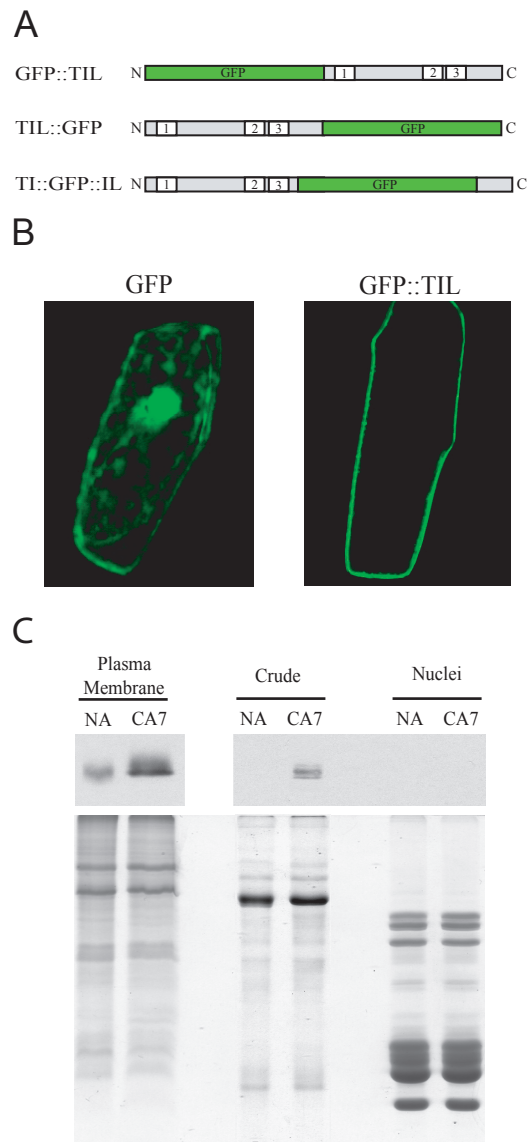 A
GFP::TIL N GFP 1 2 3 C
TIL::GFP N 1 2 3 GFP C
TI::GFP::IL N 1 2 3 GFP C
B
GFP GFP::TIL
C
Plasma Membrane Crude Nuclei
NA CA7 NA CA7 NA CA7